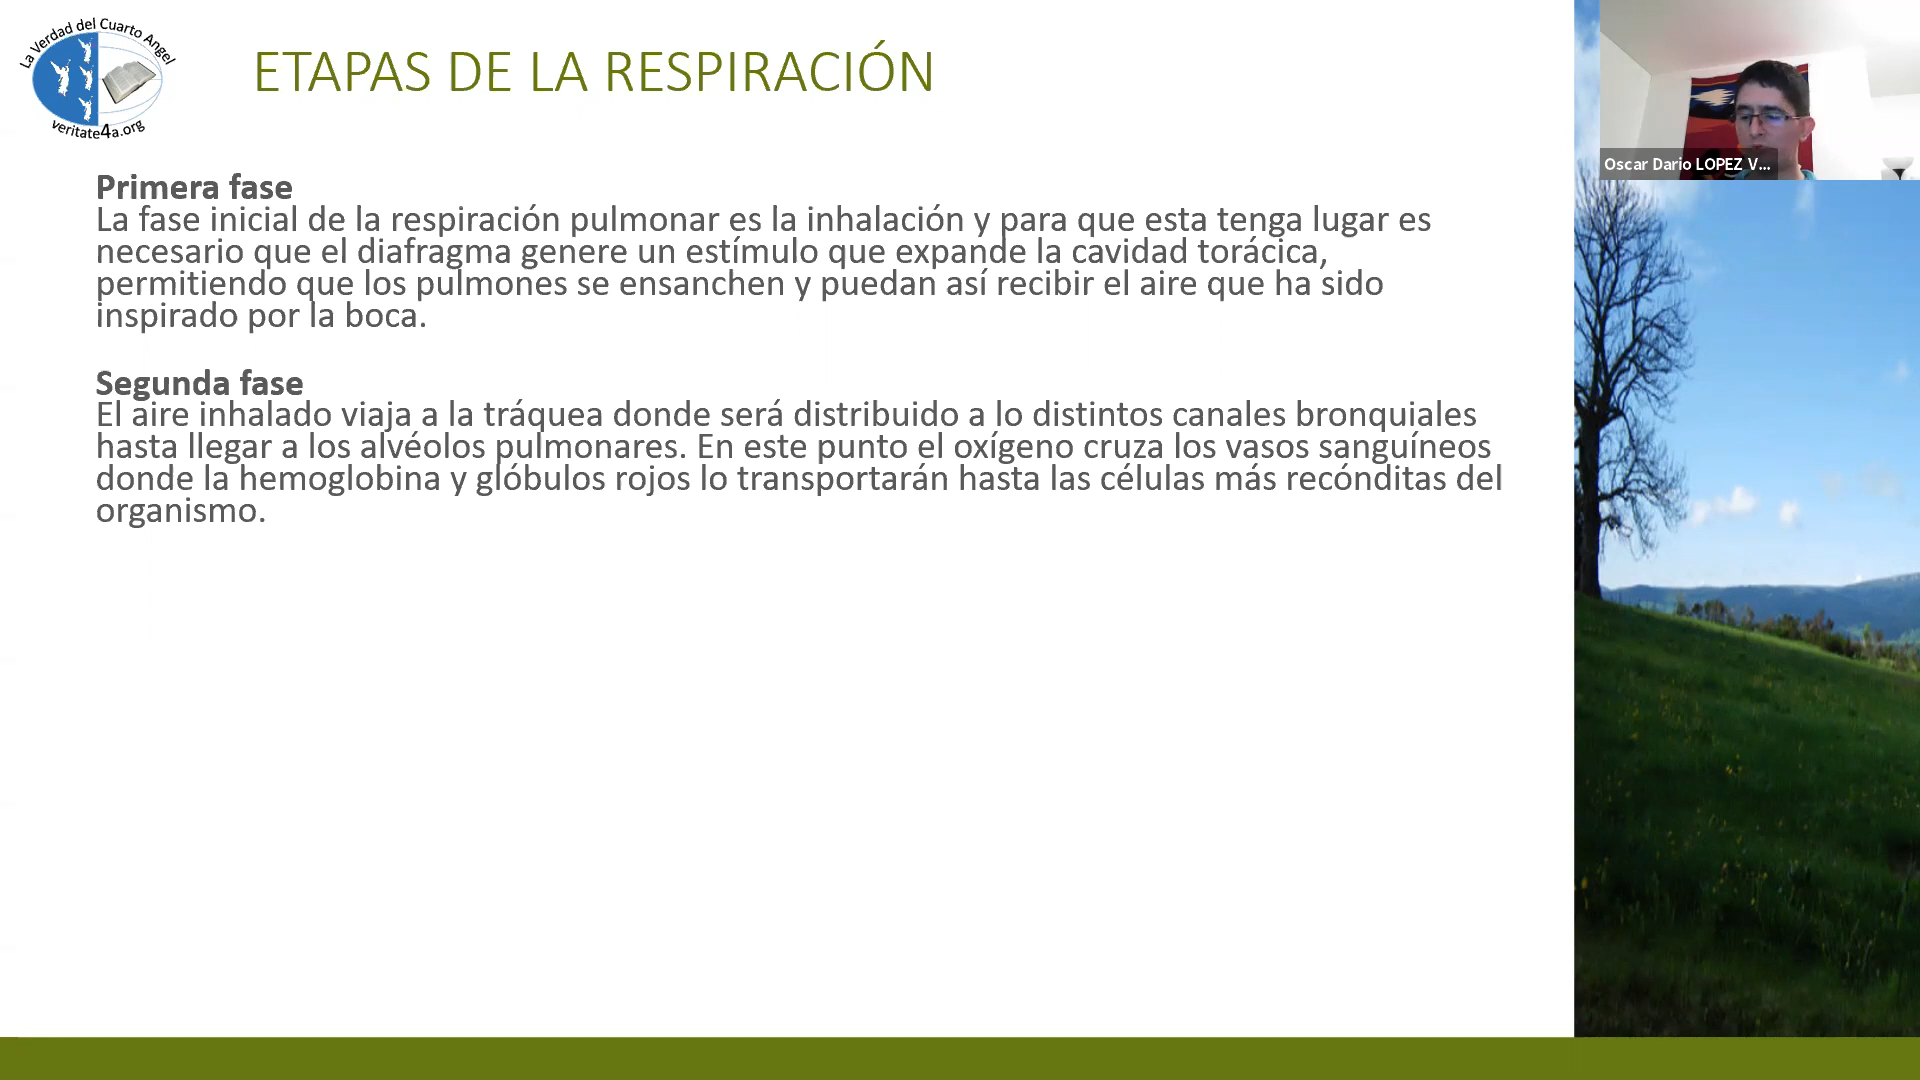 La Verdad del Cuarto Angel
veritate4a.org
ETAPAS DE LA RESPIRACIÓN
Oscar Dario LOPEZ V...
Primera fase
La fase inicial de la respiración pulmonar es la inhalación y para que esta tenga lugar es
necesario que el diafragma genere un estímulo que expande la cavidad torácica,
permitiendo que los pulmones se ensanchen y puedan así recibir el aire que ha sido
inspirado por la boca.
Segunda fase
El aire inhalado viaja a la tráquea donde será distribuido a lo distintos canales bronquiales
hasta llegar a los alvéolos pulmonares. En este punto el oxígeno cruza los vasos sanguíneos
donde la hemoglobina y glóbulos rojos lo transportarán hasta las células más recónditas del
organismo.